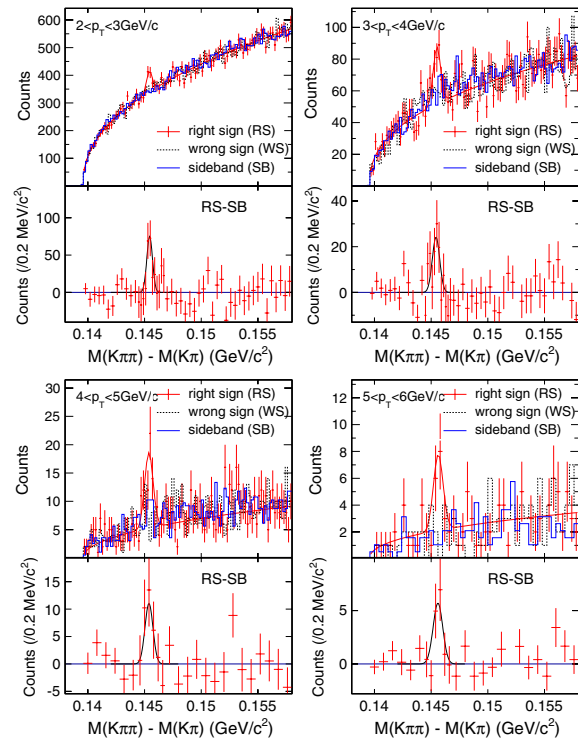 2<p_T<3GeV/c
600
500
400
300
200
100
Counts
right sign (RS)
wrong sign (WS)
sideband (SB)
RS-SB
100
50
0
Counts (/0.2 MeV/c²)
0.14
0.145
0.15
0.155
M(Kππ) - M(Kπ) (GeV/c²)
3<p_T<4GeV/c
100
80
60
40
20
Counts
right sign (RS)
wrong sign (WS)
sideband (SB)
RS-SB
40
20
0
Counts (/0.2 MeV/c²)
0.14
0.145
0.15
0.155
M(Kππ) - M(Kπ) (GeV/c²)
4<p_T<5GeV/c
30
25
20
15
10
5
Counts
right sign (RS)
wrong sign (WS)
sideband (SB)
RS-SB
15
10
5
0
-5
Counts (/0.2 MeV/c²)
0.14
0.145
0.15
0.155
M(Kππ) - M(Kπ) (GeV/c²)
5<p_T<6GeV/c
12
10
8
6
4
2
Counts
right sign (RS)
wrong sign (WS)
sideband (SB)
RS-SB
5
0
Counts (/0.2 MeV/c²)
0.14
0.145
0.15
0.155
M(Kππ) - M(Kπ) (GeV/c²)